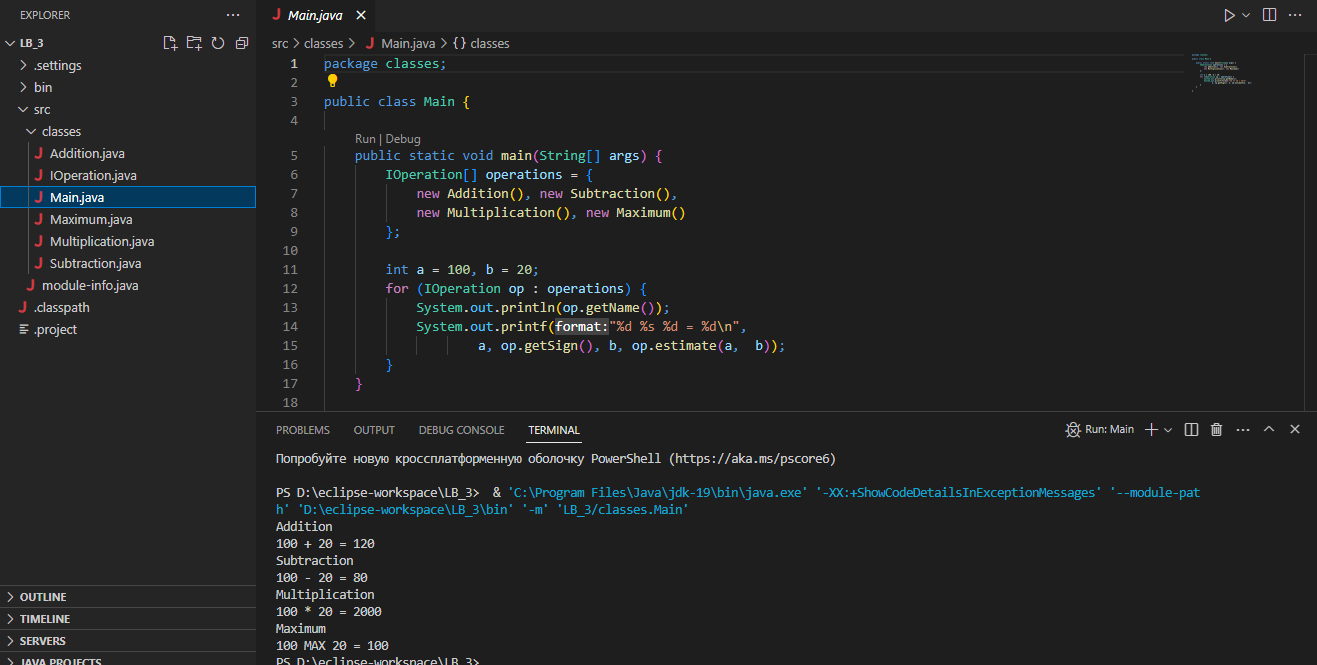 EXPLORER
LB_3
.settings
bin
src
classes
Addition.java
IOperation.java
Main.java
Maximum.java
Multiplication.java
Subtraction.java
module-info.java
.classpath
.project
OUTLINE
TIMELINE
SERVERS
JAVA PROJECTS
Main.java
src > classes > Main.java > {} classes
1 package classes;
2
3 public class Main {
4
Run | Debug
5 public static void main(String[] args) {
6 IOperation[] operations = {
7 new Addition(), new Subtraction(),
8 new Multiplication(), new Maximum()
9 };
10
11 int a = 100, b = 20;
12 for (IOperation op : operations) {
13 System.out.println(op.getName());
14 System.out.printf(format:"%d %s %d = %d\n",
15 a, op.getSign(), b, op.estimate(a,  b));
16 }
17 }
18
PROBLEMS OUTPUT DEBUG CONSOLE TERMINAL Run: Main
Попробуйте новую кроссплатформенную оболочку PowerShell (https://aka.ms/pscore6)
PS D:\eclipse-workspace\LB_3>  & 'C:\Program Files\Java\jdk-19\bin\java.exe' '-XX:+ShowCodeDetailsInExceptionMessages' '--module-pat
h' 'D:\eclipse-workspace\LB_3\bin' '-m' 'LB_3/classes.Main'
Addition
100 + 20 = 120
Subtraction
100 - 20 = 80
Multiplication
100 * 20 = 2000
Maximum
100 MAX 20 = 100
PS D:\eclipse-workspace\LB_3>